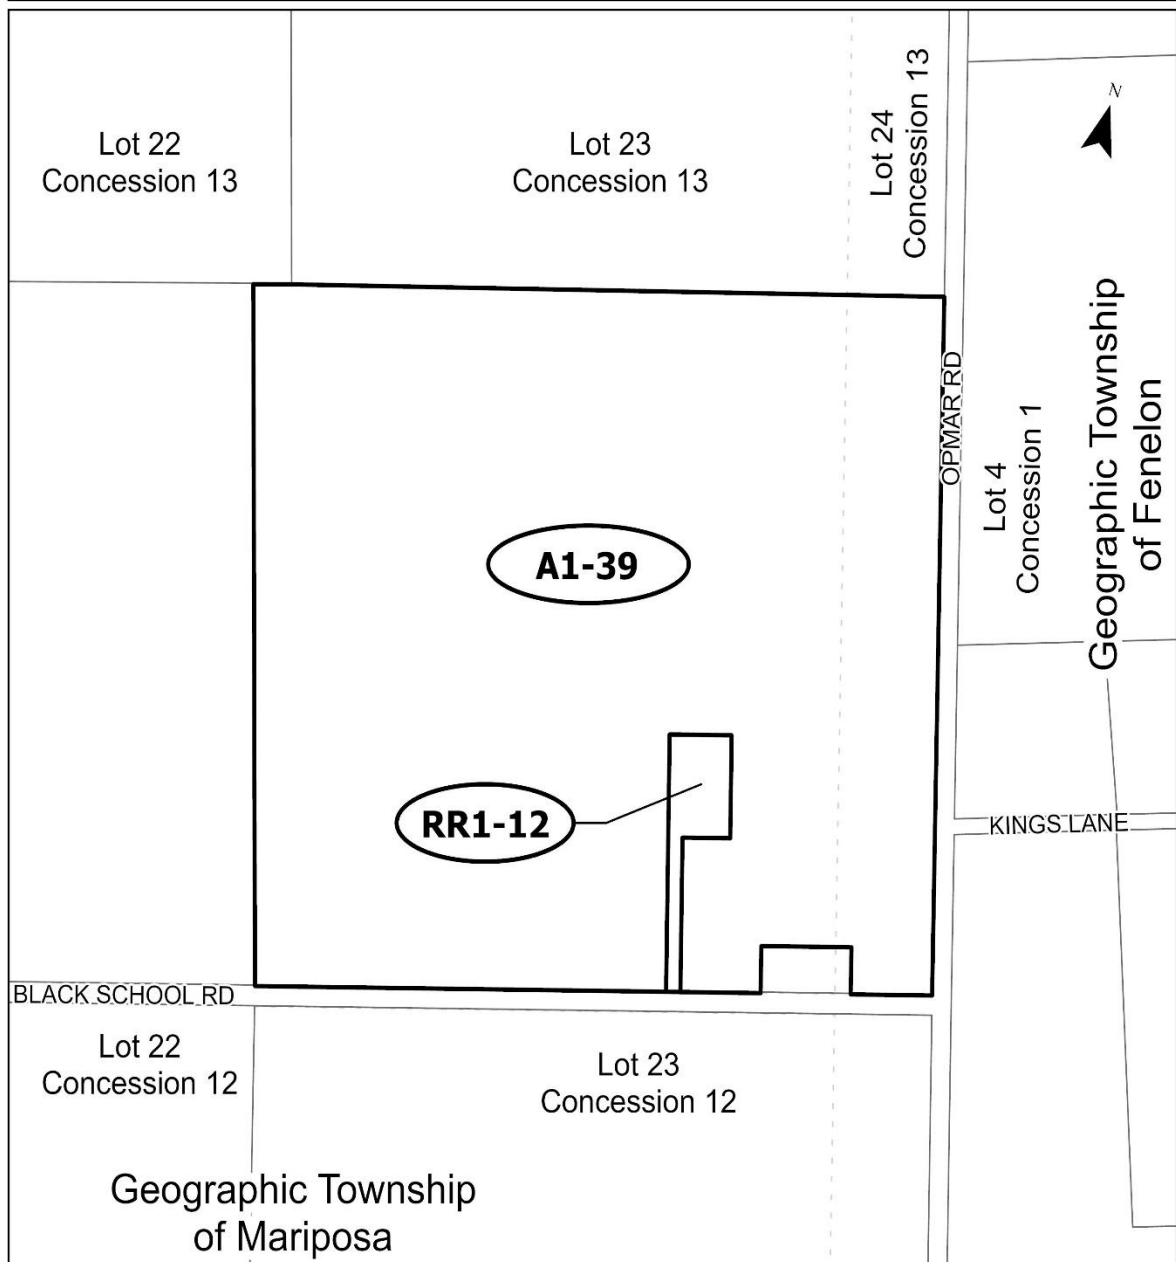 Lot 22
Concession 13
Lot 23
Concession 13
Lot 24
Concession 13
N
OPMAR RD
Lot 4
Concession 1
Geographic Township
of Fenelon
A1-39
RR1-12
KINGS LANE
BLACK SCHOOL RD
Lot 22
Concession 12
Lot 23
Concession 12
Geographic Township
of Mariposa